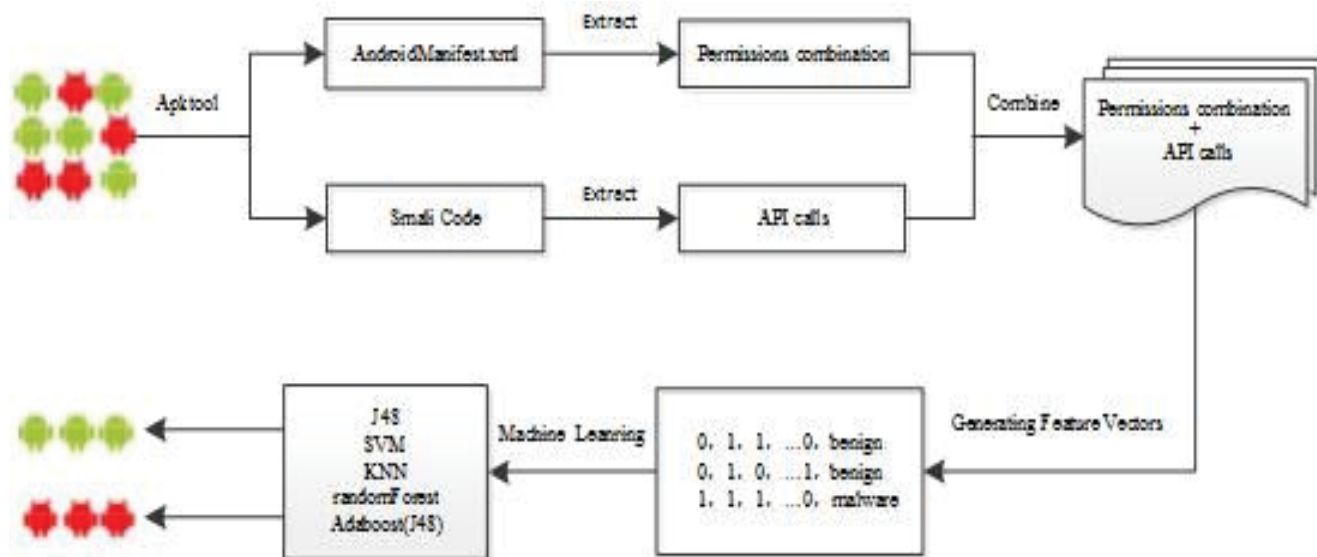 Extract
AndroidManifest.xml
Permissions combination
Apktool
Combine
Permissions combination
+
API calls
Extract
Smali Code
API calls
Generating Feature Vectors
0, 1, 1, ...0, benign
0, 1, 0, ...1, benign
1, 1, 1, ...0, malware
Machine Learning
J48
SVM
KNN
randomForest
Adaboost(J48)